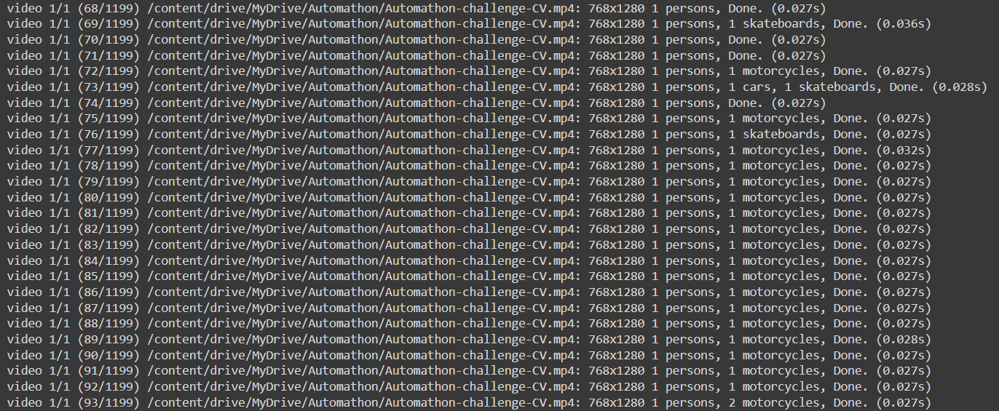 video 1/1 (68/1199) /content/drive/MyDrive/Automathon/Automathon-challenge-CV.mp4: 768x1280 1 persons, Done. (0.027s)
video 1/1 (69/1199) /content/drive/MyDrive/Automathon/Automathon-challenge-CV.mp4: 768x1280 1 persons, 1 skateboards, Done. (0.036s)
video 1/1 (70/1199) /content/drive/MyDrive/Automathon/Automathon-challenge-CV.mp4: 768x1280 1 persons, Done. (0.027s)
video 1/1 (71/1199) /content/drive/MyDrive/Automathon/Automathon-challenge-CV.mp4: 768x1280 1 persons, Done. (0.027s)
video 1/1 (72/1199) /content/drive/MyDrive/Automathon/Automathon-challenge-CV.mp4: 768x1280 1 persons, 1 motorcycles, Done. (0.027s)
video 1/1 (73/1199) /content/drive/MyDrive/Automathon/Automathon-challenge-CV.mp4: 768x1280 1 persons, 1 cars, 1 skateboards, Done. (0.028s)
video 1/1 (74/1199) /content/drive/MyDrive/Automathon/Automathon-challenge-CV.mp4: 768x1280 1 persons, Done. (0.027s)
video 1/1 (75/1199) /content/drive/MyDrive/Automathon/Automathon-challenge-CV.mp4: 768x1280 1 persons, 1 motorcycles, Done. (0.027s)
video 1/1 (76/1199) /content/drive/MyDrive/Automathon/Automathon-challenge-CV.mp4: 768x1280 1 persons, 1 skateboards, Done. (0.027s)
video 1/1 (77/1199) /content/drive/MyDrive/Automathon/Automathon-challenge-CV.mp4: 768x1280 1 persons, 1 motorcycles, Done. (0.032s)
video 1/1 (78/1199) /content/drive/MyDrive/Automathon/Automathon-challenge-CV.mp4: 768x1280 1 persons, 1 motorcycles, Done. (0.027s)
video 1/1 (79/1199) /content/drive/MyDrive/Automathon/Automathon-challenge-CV.mp4: 768x1280 1 persons, 1 motorcycles, Done. (0.027s)
video 1/1 (80/1199) /content/drive/MyDrive/Automathon/Automathon-challenge-CV.mp4: 768x1280 1 persons, 1 motorcycles, Done. (0.027s)
video 1/1 (81/1199) /content/drive/MyDrive/Automathon/Automathon-challenge-CV.mp4: 768x1280 1 persons, 1 motorcycles, Done. (0.027s)
video 1/1 (82/1199) /content/drive/MyDrive/Automathon/Automathon-challenge-CV.mp4: 768x1280 1 persons, 1 motorcycles, Done. (0.027s)
video 1/1 (83/1199) /content/drive/MyDrive/Automathon/Automathon-challenge-CV.mp4: 768x1280 1 persons, 1 motorcycles, Done. (0.027s)
video 1/1 (84/1199) /content/drive/MyDrive/Automathon/Automathon-challenge-CV.mp4: 768x1280 1 persons, 1 motorcycles, Done. (0.027s)
video 1/1 (85/1199) /content/drive/MyDrive/Automathon/Automathon-challenge-CV.mp4: 768x1280 1 persons, 1 motorcycles, Done. (0.027s)
video 1/1 (86/1199) /content/drive/MyDrive/Automathon/Automathon-challenge-CV.mp4: 768x1280 1 persons, 1 motorcycles, Done. (0.027s)
video 1/1 (87/1199) /content/drive/MyDrive/Automathon/Automathon-challenge-CV.mp4: 768x1280 1 persons, 1 motorcycles, Done. (0.027s)
video 1/1 (88/1199) /content/drive/MyDrive/Automathon/Automathon-challenge-CV.mp4: 768x1280 1 persons, 1 motorcycles, Done. (0.027s)
video 1/1 (89/1199) /content/drive/MyDrive/Automathon/Automathon-challenge-CV.mp4: 768x1280 1 persons, 1 motorcycles, Done. (0.028s)
video 1/1 (90/1199) /content/drive/MyDrive/Automathon/Automathon-challenge-CV.mp4: 768x1280 1 persons, 1 motorcycles, Done. (0.027s)
video 1/1 (91/1199) /content/drive/MyDrive/Automathon/Automathon-challenge-CV.mp4: 768x1280 1 persons, 1 motorcycles, Done. (0.027s)
video 1/1 (92/1199) /content/drive/MyDrive/Automathon/Automathon-challenge-CV.mp4: 768x1280 1 persons, 1 motorcycles, Done. (0.027s)
video 1/1 (93/1199) /content/drive/MyDrive/Automathon/Automathon-challenge-CV.mp4: 768x1280 1 persons, 2 motorcycles, Done. (0.027s)